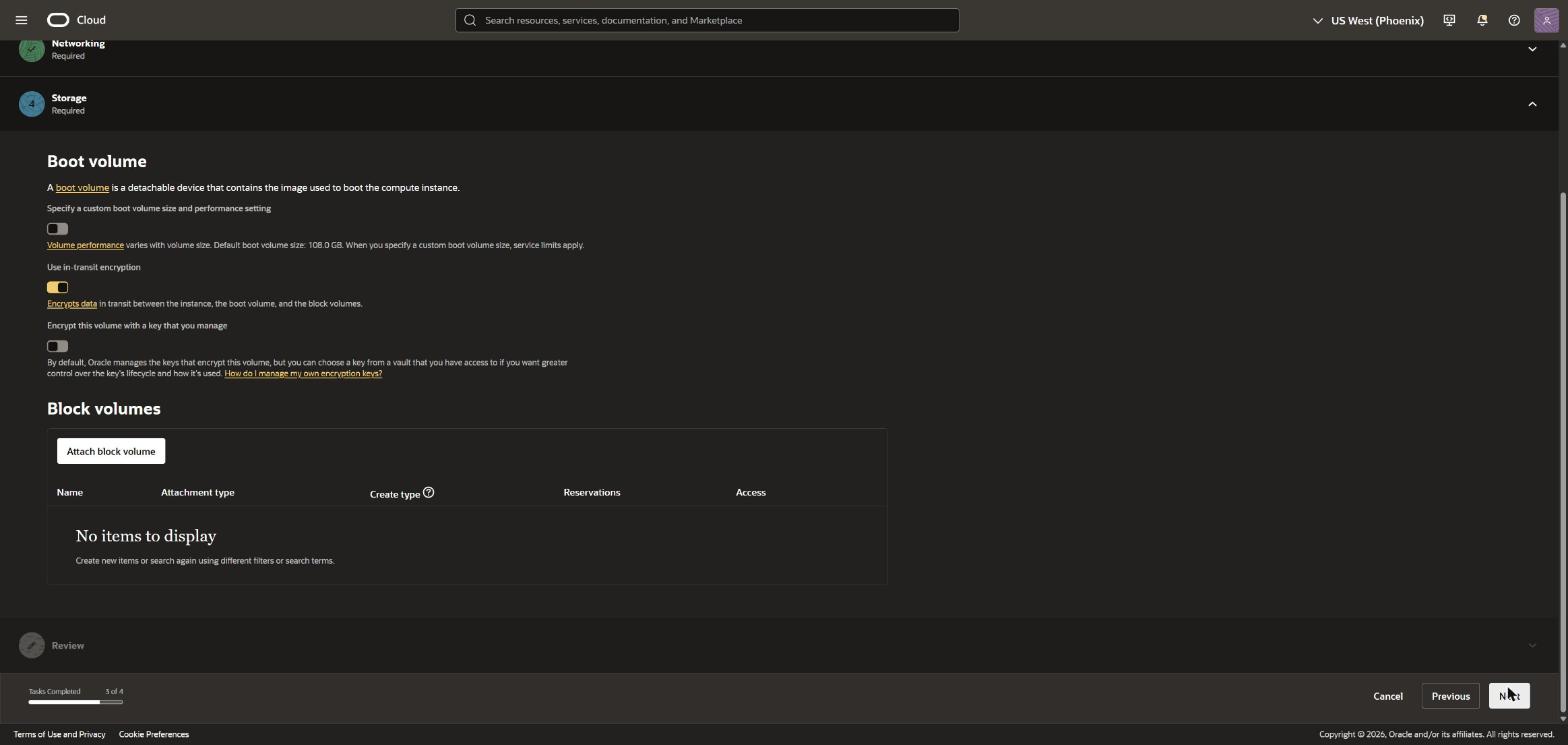 Cloud
Search resources, services, documentation, and Marketplace
US West (Phoenix)
Networking
Required
4
Storage
Required
Boot volume
A boot volume is a detachable device that contains the image used to boot the compute instance.
Specify a custom boot volume size and performance setting
Volume performance varies with volume size. Default boot volume size: 108.0 GB. When you specify a custom boot volume size, service limits apply.
Use in-transit encryption
Encrypts data in transit between the instance, the boot volume, and the block volumes.
Encrypt this volume with a key that you manage
By default, Oracle manages the keys that encrypt this volume, but you can choose a key from a vault that you have access to if you want greater
control over the key's lifecycle and how it's used. How do I manage my own encryption keys?
Block volumes
Attach block volume
Name Attachment type Create type Reservations Access
No items to display
Create new items or search again using different filters or search terms.
Review
Tasks Completed 3 of 4
Cancel Previous
Terms of Use and Privacy Cookie Preferences
Copyright © 2026, Oracle and/or its affiliates. All rights reserved.